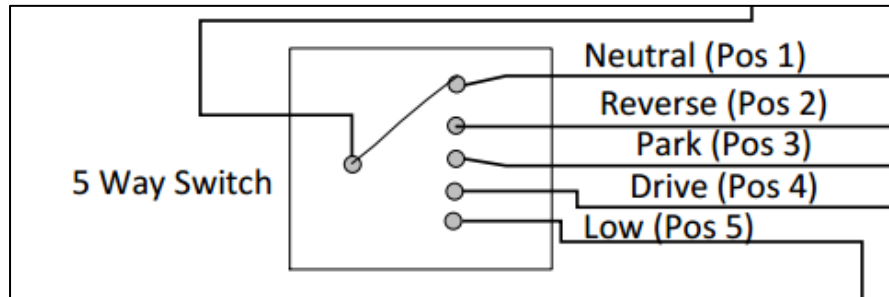 Neutral (Pos 1)
Reverse (Pos 2)
Park (Pos 3)
5 Way Switch
Drive (Pos 4)
Low (Pos 5)